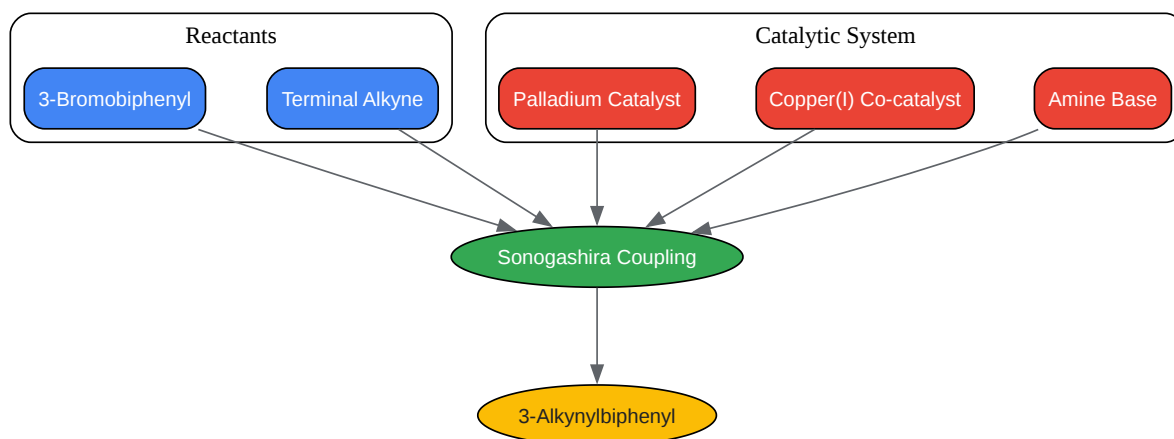 Reactants
Catalytic System
3-Bromobiphenyl
Terminal Alkyne
Palladium Catalyst
Copper(I) Co-catalyst
Amine Base
Sonogashira Coupling
3-Alkynylbiphenyl